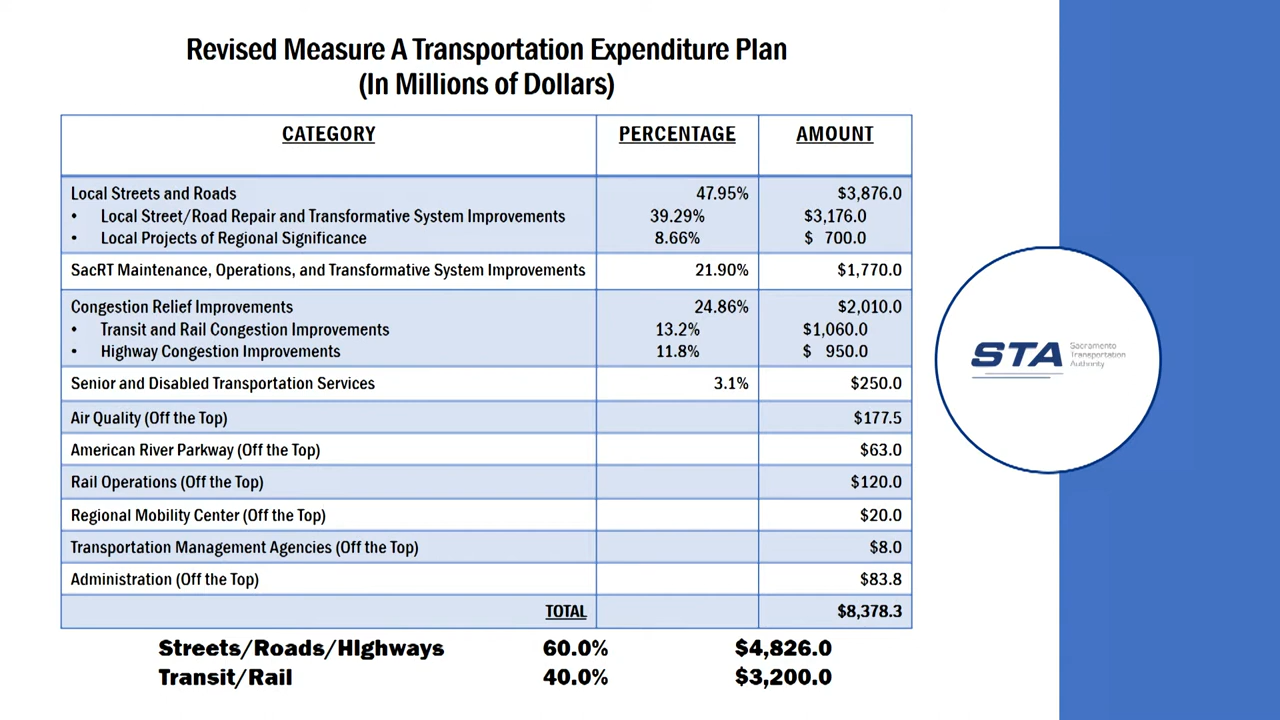 Revised Measure A Transportation Expenditure Plan
(In Millions of Dollars)
CATEGORY PERCENTAGE AMOUNT
Local Streets and Roads 47.95% $3,876.0
• Local Street/Road Repair and Transformative System Improvements 39.29% $3,176.0
• Local Projects of Regional Significance 8.66% $ 700.0
SacRT Maintenance, Operations, and Transformative System Improvements 21.90% $1,770.0
Congestion Relief Improvements 24.86% $2,010.0
• Transit and Rail Congestion Improvements 13.2% $1,060.0
• Highway Congestion Improvements 11.8% $ 950.0
Senior and Disabled Transportation Services 3.1% $250.0
Air Quality (Off the Top) $177.5
American River Parkway (Off the Top) $63.0
Rail Operations (Off the Top) $120.0
Regional Mobility Center (Off the Top) $20.0
Transportation Management Agencies (Off the Top) $8.0
Administration (Off the Top) $83.8
TOTAL $8,378.3
Streets/Roads/Highways 60.0% $4,826.0
Transit/Rail 40.0% $3,200.0
STA
Sacramento
Transportation
Authority